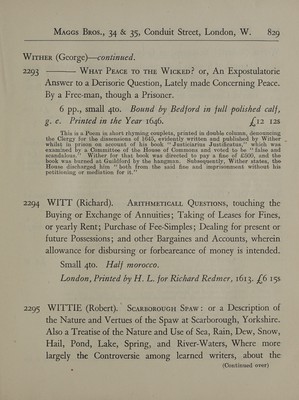 MAGGS BROS., 34 & 35, Conduit Street, London, W. 829
WITHER (George)—continued.
2293 ——— WHAT PEACE TO THE WICKED? or, An Expostulatorie
Answer to a Derisorie Question, Lately made Concerning Peace.
By a Free-man, though a Prisoner.
6 pp., small 4to. Bound by Bedford in full polished calf,
g. e. Printed in the Year 1646. £12 12s
This is a Poem in short rhyming couplets, printed in double column, denouncing
the Clergy for the dissensions of 1645, evidently written and published by Wither
whilst in prison on account of his book "Justiciarius Justificatus," which was
examined by a Committee of the House of Commons and voted to be "false and
scandalous." Wither for that book was directed to pay a fine of £500, and the
book was burned at Guildford by the hangman. Subsequently, Wither states, the
House discharged him "both from the said fine and imprisonment without his
petitioning or mediation for it."
2294 WITT (Richard). ARITHMETICALL QUESTIONS, touching the
Buying or Exchange of Annuities; Taking of Leases for Fines,
or yearly Rent; Purchase of Fee-Simples; Dealing for present or
future Possessions; and other Bargaines and Accounts, wherein
allowance for disbursing or forbeareance of money is intended.
Small 4to. Half morocco.
London, Printed by H. L. for Richard Redmer, 1613. £6 15s
2295 WITTIE (Robert). SCARBOROUGH SPAW: or a Description of
the Nature and Vertues of the Spaw at Scarborough, Yorkshire.
Also a Treatise of the Nature and Use of Sea, Rain, Dew, Snow,
Hail, Pond, Lake, Spring, and River-Waters, Where more
largely the Controversie among learned writers, about the
(Continued over)